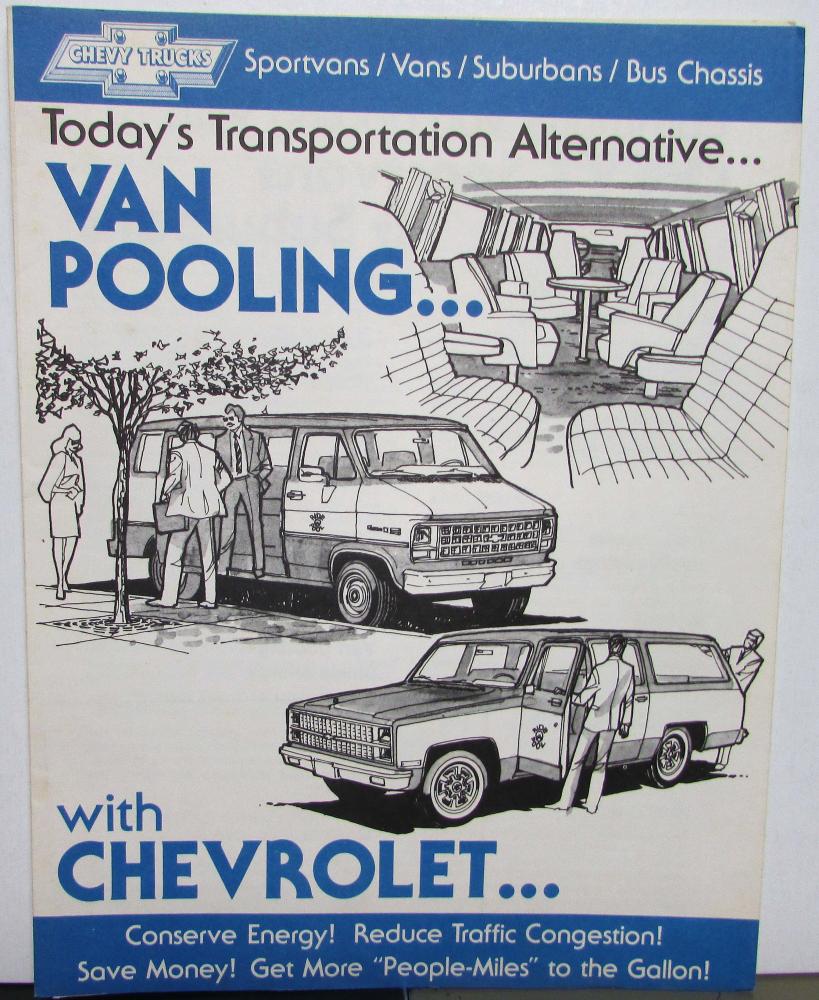 CHEVY TRUCKS
Sportvans / Vans / Suburbans / Bus Chassis
Today's Transportation Alternative...
VAN
POOLING...
with
CHEVROLET...
Conserve Energy! Reduce Traffic Congestion!
Save Money! Get More "People-Miles" to the Gallon!